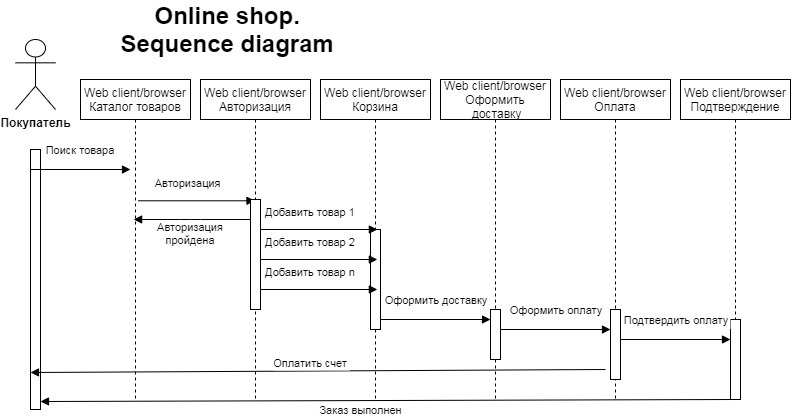 Online shop.
Sequence diagram
Покупатель
Web client/browser
Каталог товаров
Web client/browser
Авторизация
Web client/browser
Корзина
Web client/browser
Оформить
доставку
Web client/browser
Оплата
Web client/browser
Подтверждение
Поиск товара
Авторизация
Авторизация
пройдена
Добавить товар 1
Добавить товар 2
Добавить товар n
Оформить доставку
Оформить оплату
Подтвердить оплату
Оплатить счет
Заказ выполнен